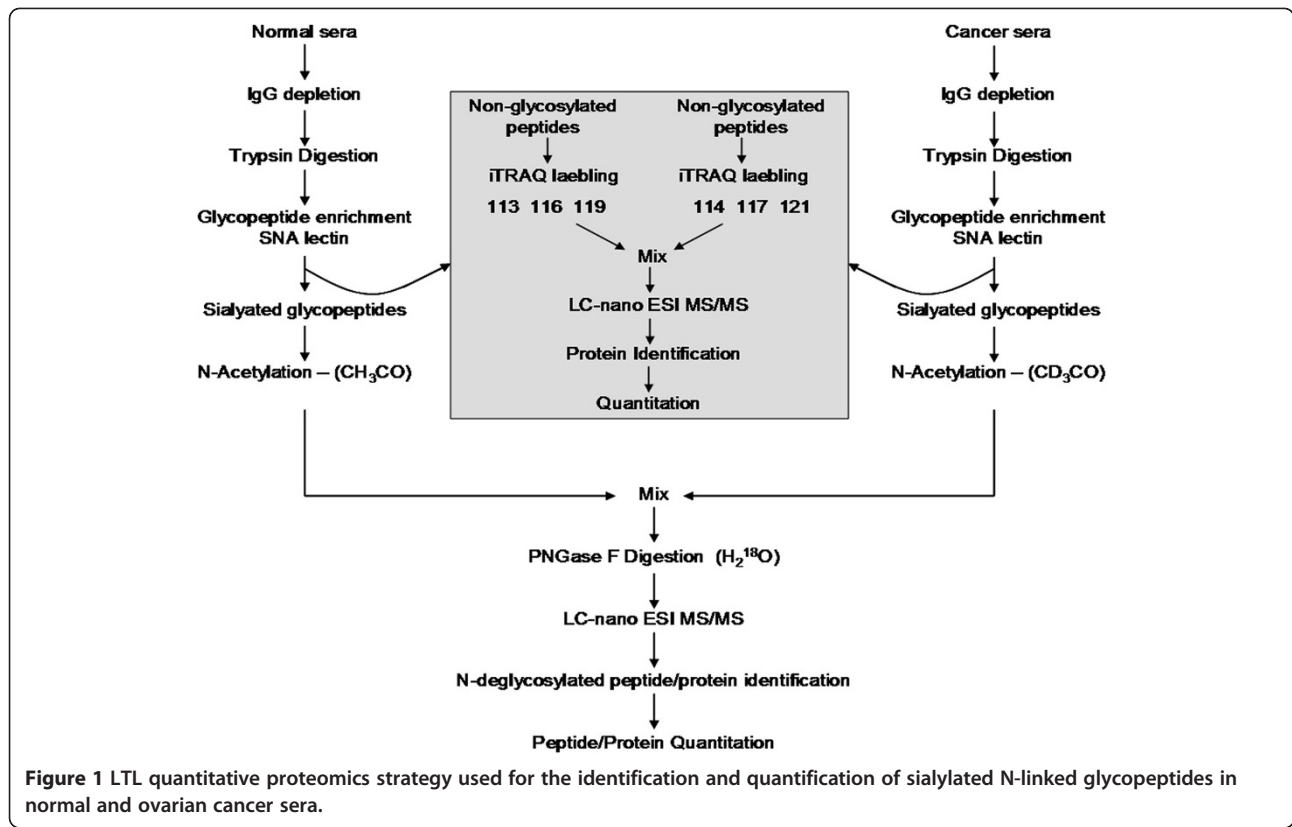 Normal sera
IgG depletion
Trypsin Digestion
Glycopeptide enrichment
SNA lectin
Sialyated glycopeptides
N-Acetylation – (CH₃CO)
Non-glycosylated
peptides
iTRAQ laebling
113 116 119
Non-glycosylated
peptides
iTRAQ laebling
114 117 121
Mix
LC-nano ESI MS/MS
Protein Identification
Quantitation
Cancer sera
IgG depletion
Trypsin Digestion
Glycopeptide enrichment
SNA lectin
Sialyated glycopeptides
N-Acetylation – (CD₃CO)
Mix
PNGase F Digestion (H₂¹⁸O)
LC-nano ESI MS/MS
N-deglycosylated peptide/protein identification
Peptide/Protein Quantitation
Figure 1 LTL quantitative proteomics strategy used for the identification and quantification of sialylated N-linked glycopeptides in
normal and ovarian cancer sera.